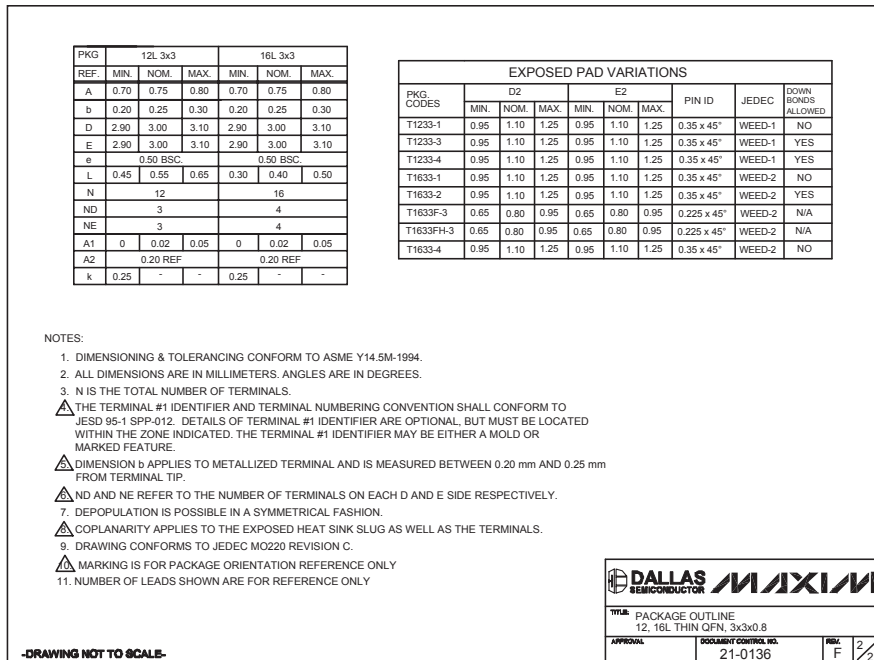 PKG 12L 3x3 16L 3x3
REF. MIN. NOM. MAX. MIN. NOM. MAX.
A 0.70 0.75 0.80 0.70 0.75 0.80
b 0.20 0.25 0.30 0.20 0.25 0.30
D 2.90 3.00 3.10 2.90 3.00 3.10
E 2.90 3.00 3.10 2.90 3.00 3.10
e 0.50 BSC. 0.50 BSC.
L 0.45 0.55 0.65 0.30 0.40 0.50
N 12 16
ND 3 4
NE 3 4
A1 0 0.02 0.05 0 0.02 0.05
A2 0.20 REF 0.20 REF
k 0.25 - - 0.25 - -
EXPOSED PAD VARIATIONS
PKG. CODES D2 E2 PIN ID JEDEC DOWN BONDS ALLOWED
MIN. NOM. MAX. MIN. NOM. MAX.
T1233-1 0.95 1.10 1.25 0.95 1.10 1.25 0.35 x 45° WEED-1 NO
T1233-3 0.95 1.10 1.25 0.95 1.10 1.25 0.35 x 45° WEED-1 YES
T1233-4 0.95 1.10 1.25 0.95 1.10 1.25 0.35 x 45° WEED-1 YES
T1633-1 0.95 1.10 1.25 0.95 1.10 1.25 0.35 x 45° WEED-2 NO
T1633-2 0.95 1.10 1.25 0.95 1.10 1.25 0.35 x 45° WEED-2 YES
T1633F-3 0.65 0.80 0.95 0.65 0.80 0.95 0.225 x 45° WEED-2 N/A
T1633FH-3 0.65 0.80 0.95 0.65 0.80 0.95 0.225 x 45° WEED-2 N/A
T1633-4 0.95 1.10 1.25 0.95 1.10 1.25 0.35 x 45° WEED-2 NO
NOTES:
1. DIMENSIONING & TOLERANCING CONFORM TO ASME Y14.5M-1994.
2. ALL DIMENSIONS ARE IN MILLIMETERS. ANGLES ARE IN DEGREES.
3. N IS THE TOTAL NUMBER OF TERMINALS.
4. THE TERMINAL #1 IDENTIFIER AND TERMINAL NUMBERING CONVENTION SHALL CONFORM TO
JESD 95-1 SPP-012. DETAILS OF TERMINAL #1 IDENTIFIER ARE OPTIONAL, BUT MUST BE LOCATED
WITHIN THE ZONE INDICATED. THE TERMINAL #1 IDENTIFIER MAY BE EITHER A MOLD OR
MARKED FEATURE.
5. DIMENSION b APPLIES TO METALLIZED TERMINAL AND IS MEASURED BETWEEN 0.20 mm AND 0.25 mm
FROM TERMINAL TIP.
6. ND AND NE REFER TO THE NUMBER OF TERMINALS ON EACH D AND E SIDE RESPECTIVELY.
7. DEPOPULATION IS POSSIBLE IN A SYMMETRICAL FASHION.
8. COPLANARITY APPLIES TO THE EXPOSED HEAT SINK SLUG AS WELL AS THE TERMINALS.
9. DRAWING CONFORMS TO JEDEC MO220 REVISION C.
10. MARKING IS FOR PACKAGE ORIENTATION REFERENCE ONLY
11. NUMBER OF LEADS SHOWN ARE FOR REFERENCE ONLY
DALLAS SEMICONDUCTOR MAXIM
TITLE: PACKAGE OUTLINE
12, 16L THIN QFN, 3x3x0.8
APPROVAL DOCUMENT CONTROL NO. REV.
21-0136 F 2/2
-DRAWING NOT TO SCALE-